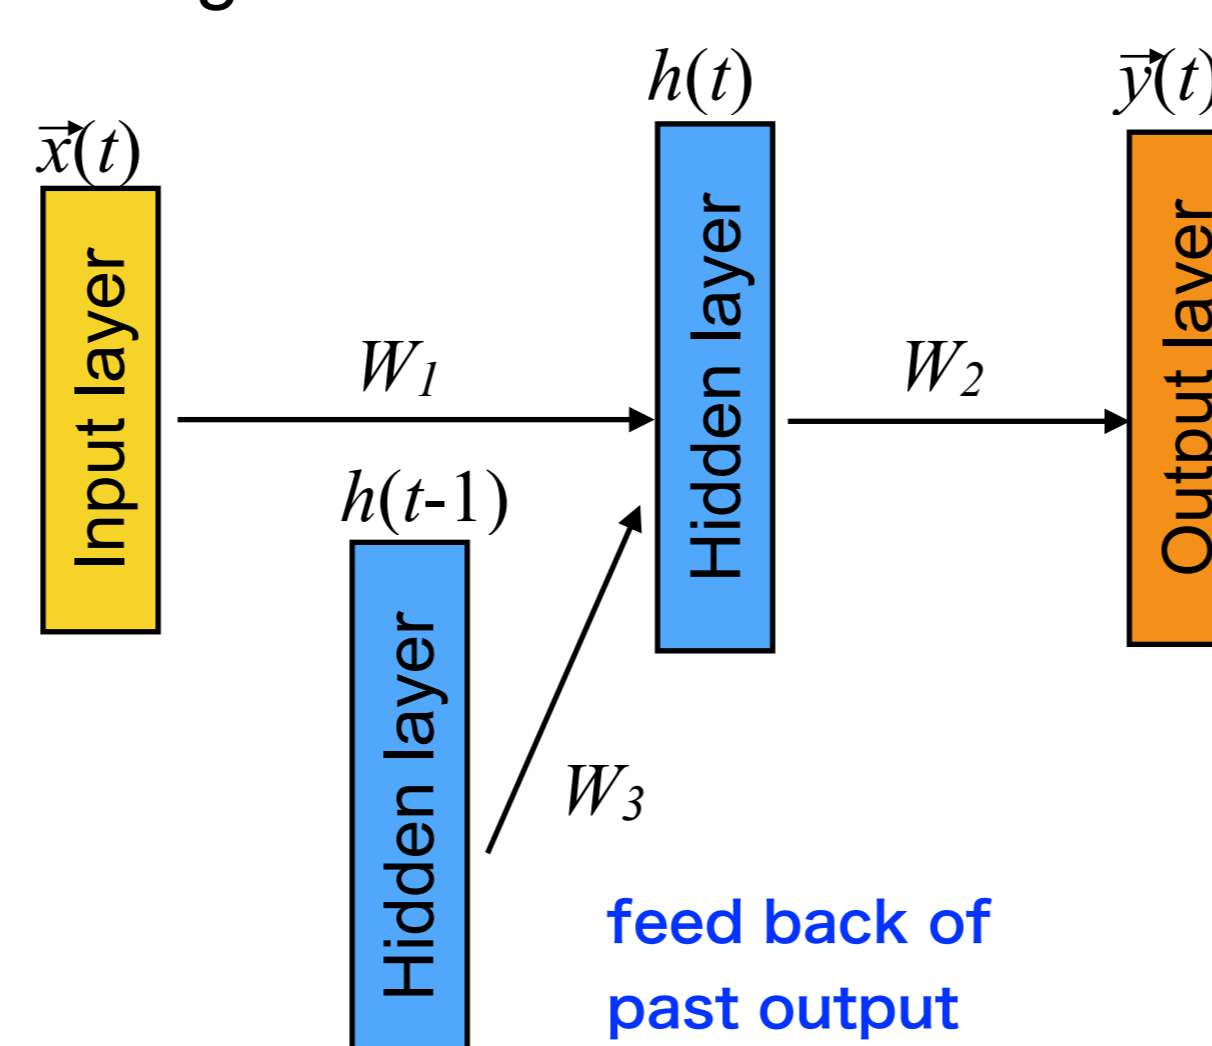 x⃗(t)
h(t)
y⃗(t)
Input layer
Hidden layer
Output layer
W1
W2
h(t-1)
Hidden layer
W3
feed back of
past output